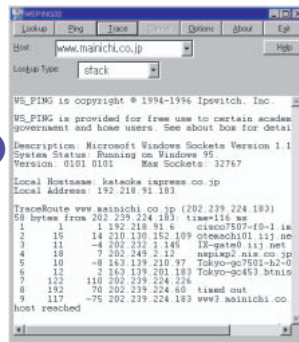 WSPING32
Lookup Ping Trace Cancel Options About Exit
Host: www.mainichi.co.jp Help
Lookup Type: stack
WS_PING is copyright © 1994-1996 Ipswitch, Inc.
WS_PING is provided for free use to certain academ
government and home users. See about box for detai
Description: Microsoft Windows Sockets Version 1.1
System Status: Running on Windows 95.
Version: 0101 0101 Max Sockets: 32767
Local Hostname: kataoka impress.co.jp
Local Address: 192.218.91.183
TraceRoute www.mainichi.co.jp (202.239.224.183)
58 bytes from 202.239.224.183: time=116 ms
1 1 1 192.218.91.6 cisco7507-f0-1.im
2 15 14 210.130.152.109 otemachi01.iij.ne
3 11 -4 202.232.1.145 IX-gate0.iij.net
4 18 7 202.249.2.12 nspixp2.nis.co.jp
5 10 -8 163.139.210.97 Tokyo-gc7501-h2-0
6 12 2 163.139.201.183 Tokyo-gc453.btnis
7 122 110 202.239.224.226
8 192 70 202.239.224.60 timed out
9 117 -75 202.239.224.183 www3.mainichi.co.
host reached